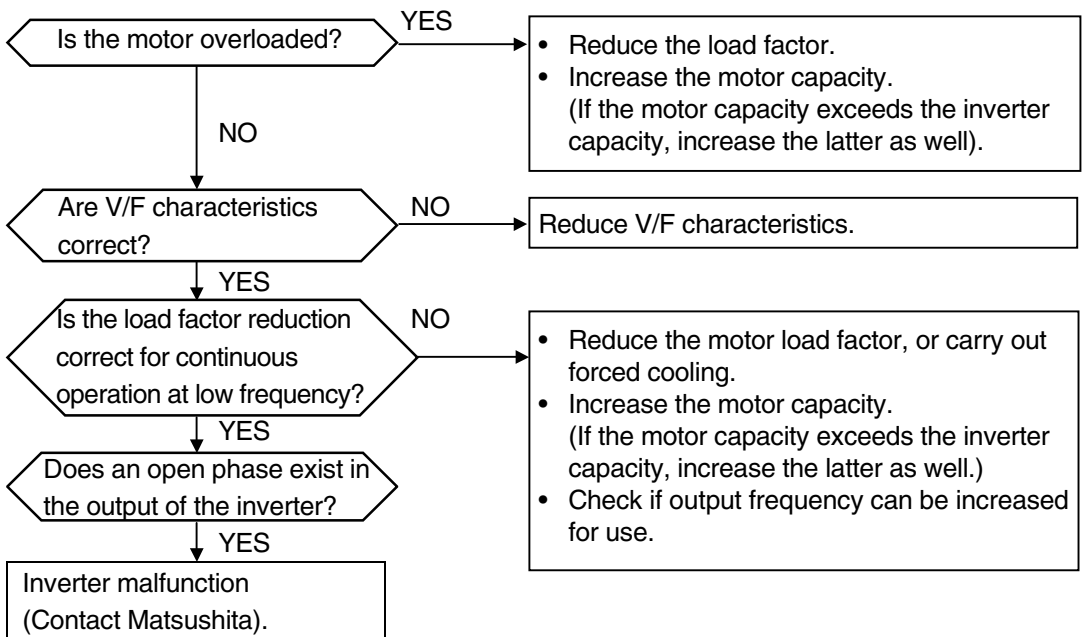 Is the motor overloaded?
YES
• Reduce the load factor.
• Increase the motor capacity.
(If the motor capacity exceeds the inverter
capacity, increase the latter as well).
NO
Are V/F characteristics
correct?
NO
Reduce V/F characteristics.
YES
Is the load factor reduction
correct for continuous
operation at low frequency?
NO
• Reduce the motor load factor, or carry out
forced cooling.
• Increase the motor capacity.
(If the motor capacity exceeds the inverter
capacity, increase the latter as well.)
• Check if output frequency can be increased
for use.
YES
Does an open phase exist in
the output of the inverter?
YES
Inverter malfunction
(Contact Matsushita).